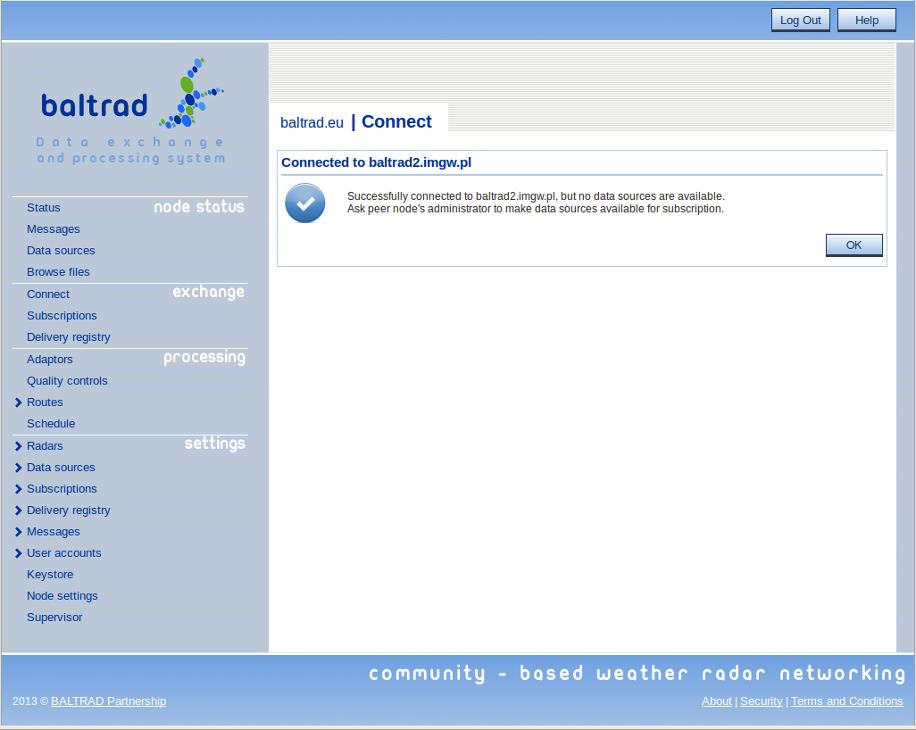 Log Out Help
baltrad
Data exchange
and processing system
baltrad.eu | Connect
Connected to baltrad2.imgw.pl
Successfully connected to baltrad2.imgw.pl, but no data sources are available.
Ask peer node's administrator to make data sources available for subscription.
OK
node status
Status
Messages
Data sources
Browse files
exchange
Connect
Subscriptions
Delivery registry
processing
Adaptors
Quality controls
Routes
Schedule
settings
Radars
Data sources
Subscriptions
Delivery registry
Messages
User accounts
Keystore
Node settings
Supervisor
community - based weather radar networking
2013 © BALTRAD Partnership
About | Security | Terms and Conditions